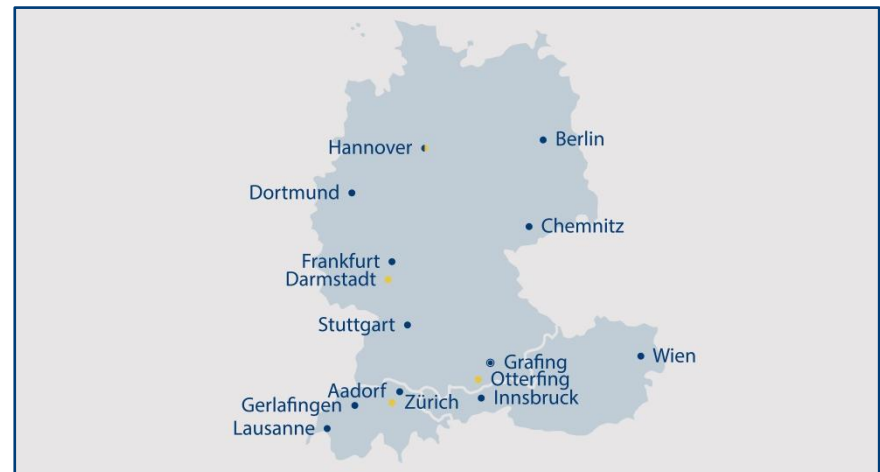 Berlin
Hannover
Dortmund
Chemnitz
Frankfurt
Darmstadt
Stuttgart
Wien
Grafing
Otterfing
Aadorf
Innsbruck
Zürich
Gerlafingen
Lausanne